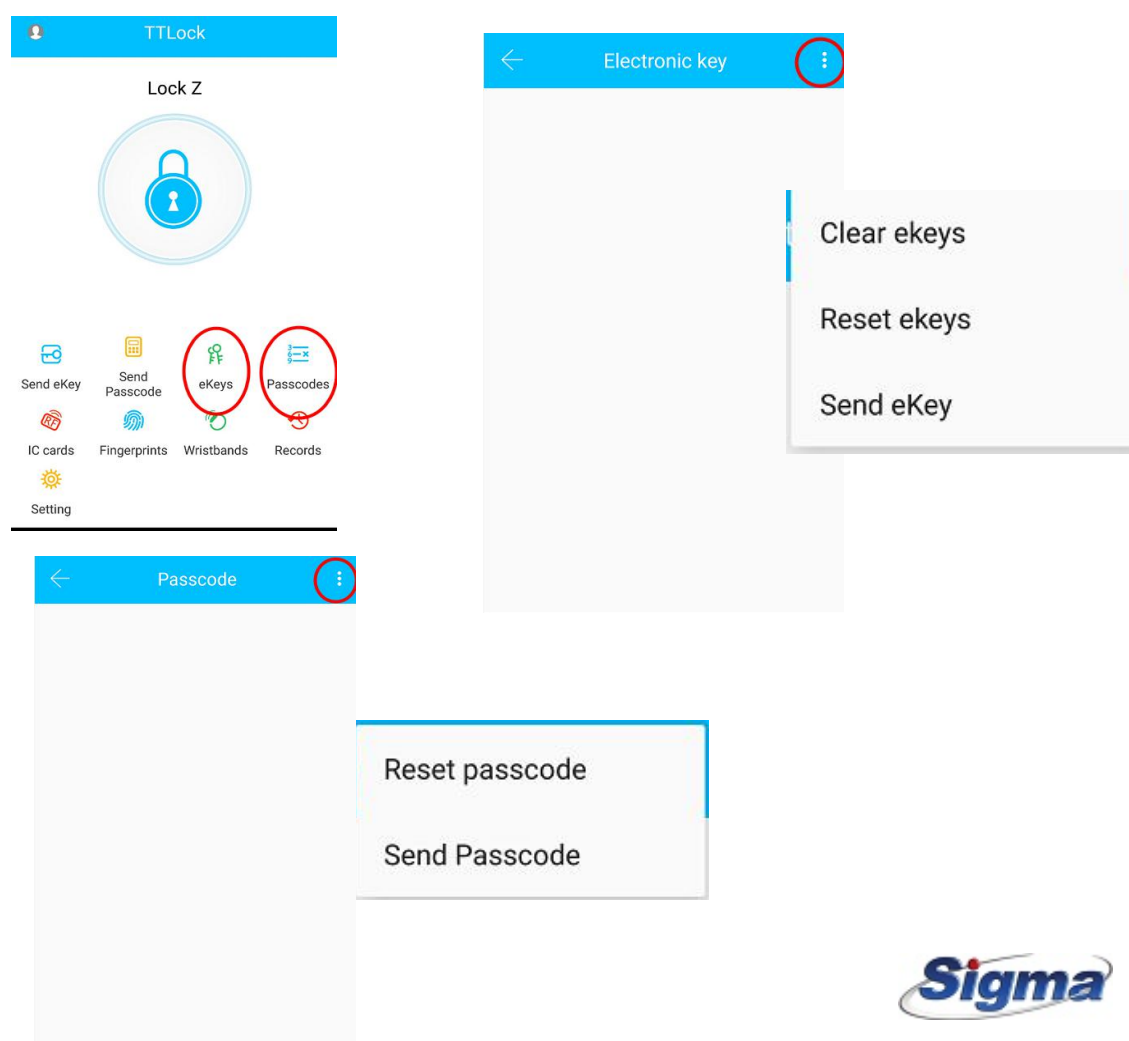 TTLock
Lock Z
Send eKey
Send
Passcode
eKeys
Passcodes
IC cards
Fingerprints
Wristbands
Records
Setting
Electronic key
Clear ekeys
Reset ekeys
Send eKey
Passcode
Reset passcode
Send Passcode
Sigma